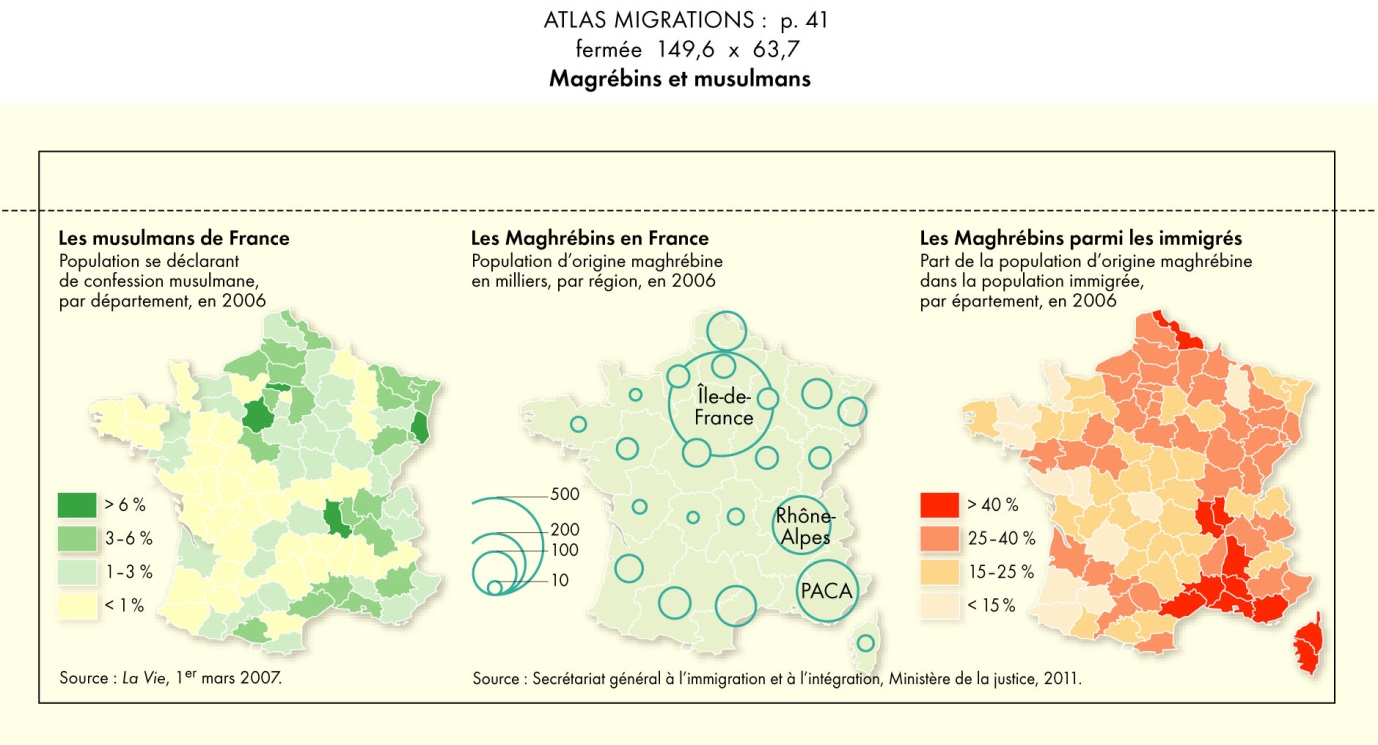 ATLAS MIGRATIONS : p. 41
fermée 149,6 x 63,7
Magrébins et musulmans
Les musulmans de France
Population se déclarant
de confession musulmane,
par département, en 2006
> 6 %
3–6 %
1–3 %
< 1 %
Source : La Vie, 1er mars 2007.
Les Maghrébins en France
Population d'origine maghrébine
en milliers, par région, en 2006
Île-de-
France
Rhône-
Alpes
PACA
500
200
100
10
Source : Secrétariat général à l'immigration et à l'intégration, Ministère de la justice, 2011.
Les Maghrébins parmi les immigrés
Part de la population d'origine maghrébine
dans la population immigrée,
par épartement, en 2006
> 40 %
25–40 %
15–25 %
< 15 %